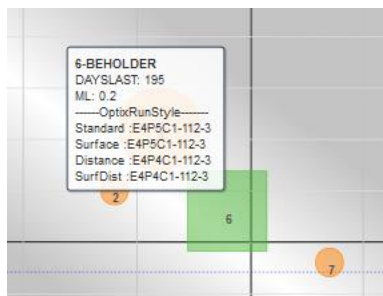 6-BEHOLDER
DAYSLAST: 195
ML: 0.2
------OptixRunStyle-------
Standard :E4P5C1-112-3
Surface :E4P5C1-112-3
Distance :E4P4C1-112-3
SurfDist :E4P4C1-112-3
2
6
7